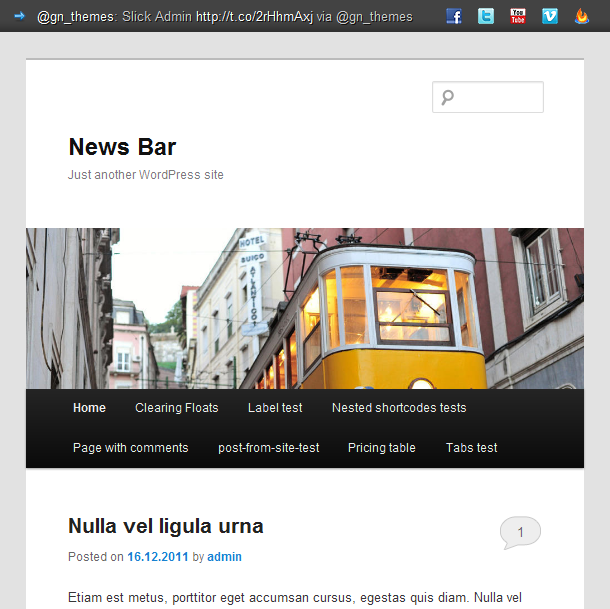 @gn_themes: Slick Admin http://t.co/2rHhmAxj via @gn_themes
You Tube
News Bar
Just another WordPress site
HOTEL
SUICO
ATLANTICO
Home Clearing Floats Label test Nested shortcodes tests
Page with comments post-from-site-test Pricing table Tabs test
Nulla vel ligula urna
1
Posted on 16.12.2011 by admin
Etiam est metus, porttitor eget accumsan cursus, egestas quis diam. Nulla vel